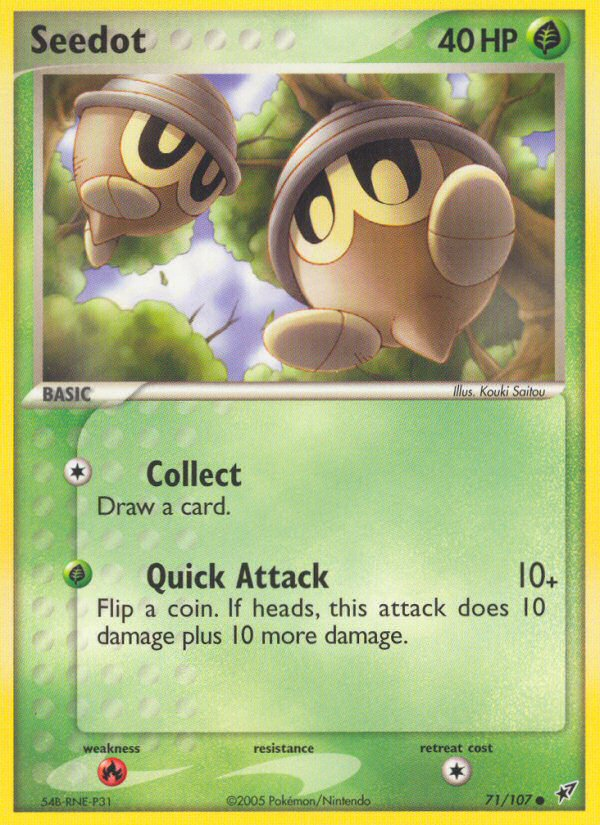 Seedot
40 HP
BASIC
Illus. Kouki Saitou
Collect
Draw a card.
Quick Attack 10+
Flip a coin. If heads, this attack does 10
damage plus 10 more damage.
weakness resistance retreat cost
54B-RNE-P31 ©2005 Pokémon/Nintendo 71/107